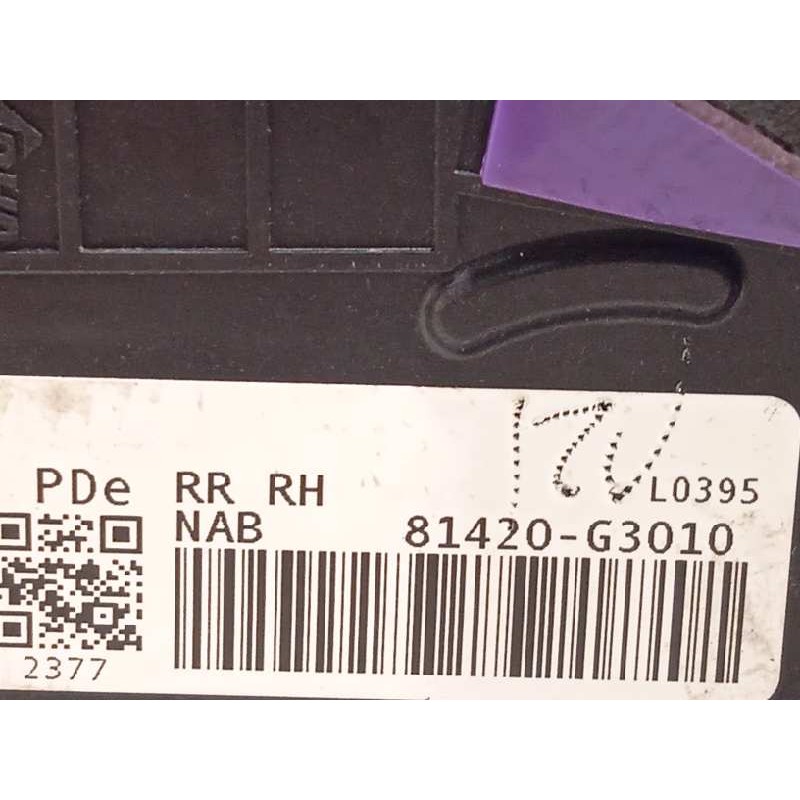 PDe RR RH L0395
NAB 81420-G3010
2377